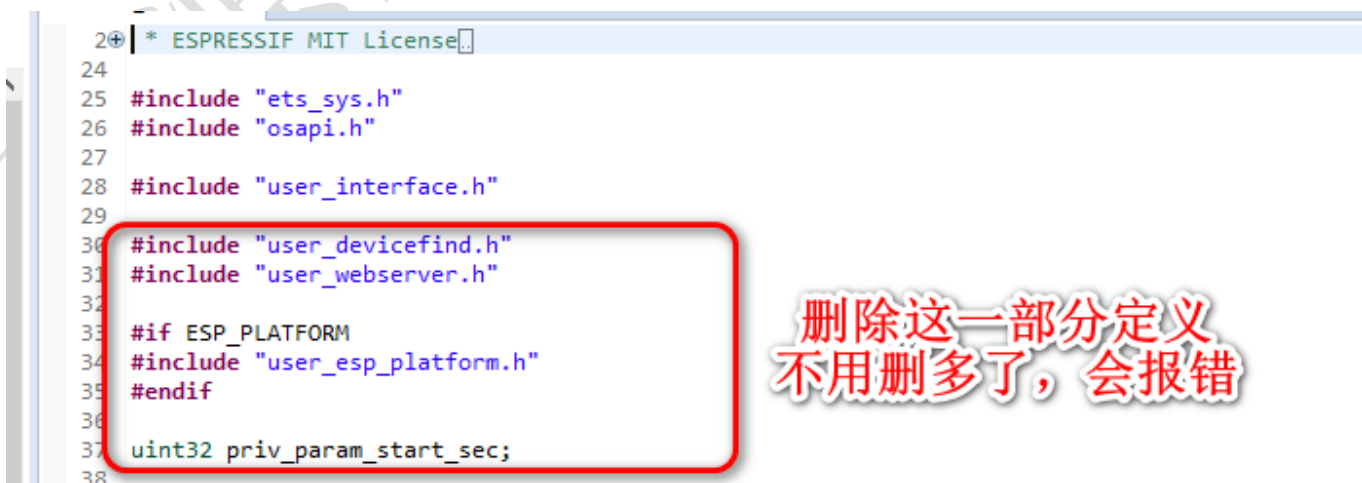 2 * ESPRESSIF MIT License
24
25 #include "ets_sys.h"
26 #include "osapi.h"
27
28 #include "user_interface.h"
29
30 #include "user_devicefind.h"
31 #include "user_webserver.h"
32
33 #if ESP_PLATFORM
34 #include "user_esp_platform.h"
35 #endif
36
37 uint32 priv_param_start_sec;
38
删除这一部分定义
不用删多了，会报错